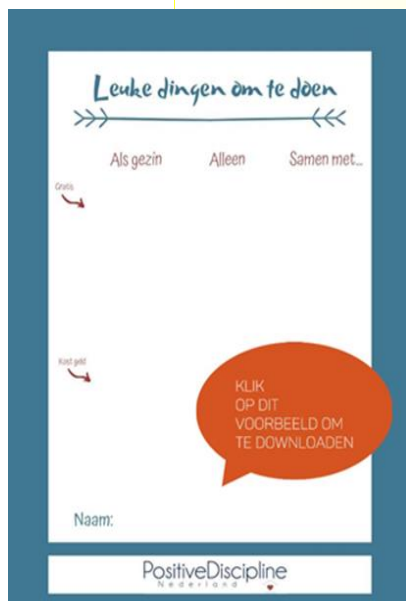 Leuke dingen om te doen
Als gezin Alleen Samen met...
Gratis
Kost geld
KLIK
OP DIT
VOORBEELD OM
TE DOWNLOADEN
Naam:
PositiveDiscipline
Nederland